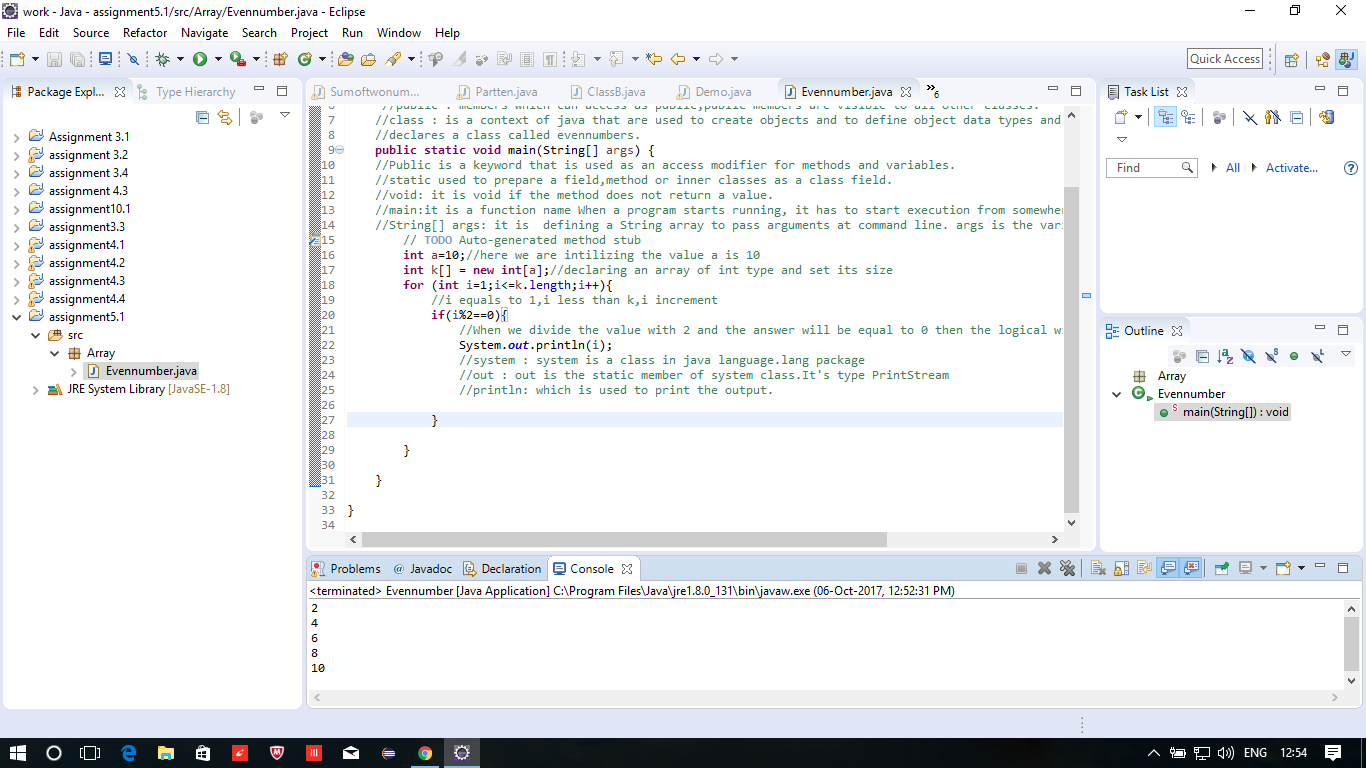 work - Java - assignment5.1/src/Array/Evennumber.java - Eclipse
File Edit Source Refactor Navigate Search Project Run Window Help
Quick Access
Package Expl... Type Hierarchy
Assignment 3.1
assignment 3.2
assignment 3.4
assignment 4.3
assignment10.1
assignment3.3
assignment4.1
assignment4.2
assignment4.3
assignment4.4
assignment5.1
src
Array
Evennumber.java
JRE System Library [JavaSE-1.8]
Sumoftwonum... Partten.java ClassB.java Demo.java Evennumber.java »6
6 //public : members which can access as public,public members are visible to all other classes.
7 //class : is a context of java that are used to create objects and to define object data types and
8 //declares a class called evennumbers.
9 public static void main(String[] args) {
10 //Public is a keyword that is used as an access modifier for methods and variables.
11 //static used to prepare a field,method or inner classes as a class field.
12 //void: it is void if the method does not return a value.
13 //main:it is a function name When a program starts running, it has to start execution from somewhe
14 //String[] args: it is  defining a String array to pass arguments at command line. args is the var
15 // TODO Auto-generated method stub
16 int a=10;//here we are intilizing the value a is 10
17 int k[] = new int[a];//declaring an array of int type and set its size
18 for (int i=1;i<=k.length;i++){
19 //i equals to 1,i less than k,i increment
20 if(i%2==0){
21 //When we divide the value with 2 and the answer will be equal to 0 then the logical wi
22 System.out.println(i);
23 //system : system is a class in java language.lang package
24 //out : out is the static member of system class.It's type PrintStream
25 //println: which is used to print the output.
26
27 }
28
29 }
30
31 }
32
33 }
34
Task List
Find All Activate...
Outline
Array
Evennumber
S main(String[]) : void
Problems @ Javadoc Declaration Console
<terminated> Evennumber [Java Application] C:\Program Files\Java\jre1.8.0_131\bin\javaw.exe (06-Oct-2017, 12:52:31 PM)
2
4
6
8
10
ENG 12:54